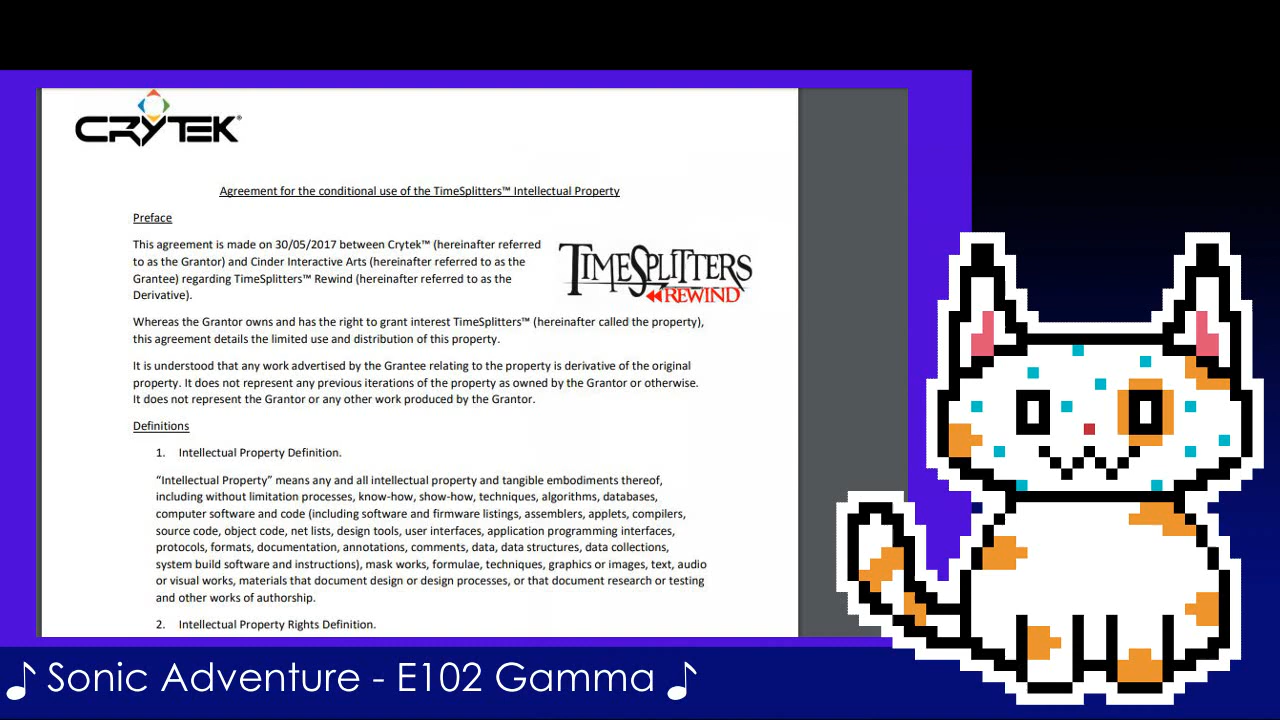 CRYTEK®
Agreement for the conditional use of the TimeSplitters™ Intellectual Property
Preface
This agreement is made on 30/05/2017 between Crytek™ (hereinafter referred
to as the Grantor) and Cinder Interactive Arts (hereinafter referred to as the
Grantee) regarding TimeSplitters™ Rewind (hereinafter referred to as the
Derivative).
TIMESPLITTERS
REWIND
Whereas the Grantor owns and has the right to grant interest TimeSplitters™ (hereinafter called the property),
this agreement details the limited use and distribution of this property.
It is understood that any work advertised by the Grantee relating to the property is derivative of the original
property. It does not represent any previous iterations of the property as owned by the Grantor or otherwise.
It does not represent the Grantor or any other work produced by the Grantor.
Definitions
1. Intellectual Property Definition.
“Intellectual Property” means any and all intellectual property and tangible embodiments thereof,
including without limitation processes, know-how, show-how, techniques, algorithms, databases,
computer software and code (including software and firmware listings, assemblers, applets, compilers,
source code, object code, net lists, design tools, user interfaces, application programming interfaces,
protocols, formats, documentation, annotations, comments, data, data structures, data collections,
system build software and instructions), mask works, formulae, techniques, graphics or images, text, audio
or visual works, materials that document design or design processes, or that document research or testing
and other works of authorship.
2. Intellectual Property Rights Definition.
♪ Sonic Adventure - E102 Gamma ♪